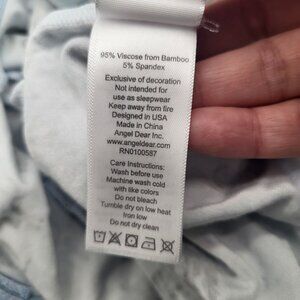 95% Viscose from Bamboo
5% Spandex
Exclusive of decoration
Not intended for
use as sleepwear
Keep away from fire
Designed in USA
Made in China
Angel Dear Inc.
www.angeldear.com
RN0100587
Care Instructions:
Wash before use
Machine wash cold
with like colors
Do not bleach
Tumble dry on low heat
Iron low
Do not dry clean